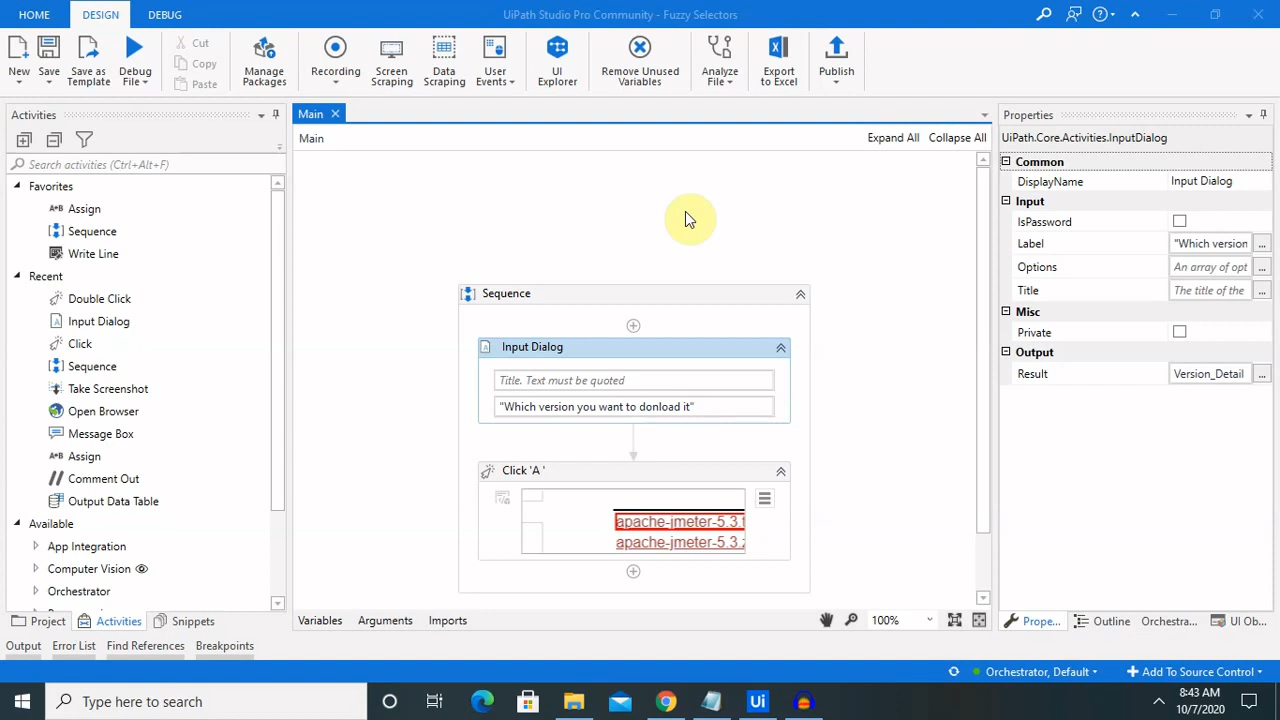 HOME DESIGN DEBUG UiPath Studio Pro Community - Fuzzy Selectors
New Save Save as Template Debug File Cut Copy Paste Manage Packages Recording Screen Scraping Data Scraping User Events UI Explorer Remove Unused Variables Analyze File Export to Excel Publish
Activities
Search activities (Ctrl+Alt+F)
Favorites
Assign
Sequence
Write Line
Recent
Double Click
Input Dialog
Click
Sequence
Take Screenshot
Open Browser
Message Box
Assign
Comment Out
Output Data Table
Available
App Integration
Computer Vision
Orchestrator
Project Activities Snippets
Main
Main Expand All Collapse All
Sequence
Input Dialog
Title. Text must be quoted
"Which version you want to donload it"
Click 'A '
apache-jmeter-5.3.t
apache-jmeter-5.3.z
Variables Arguments Imports 100%
Properties
UiPath.Core.Activities.InputDialog
Common
DisplayName Input Dialog
Input
IsPassword
Label "Which version ...
Options An array of opt ...
Title The title of the ...
Misc
Private
Output
Result Version_Detail ...
Prope... Outline Orchestra... UI Ob...
Output Error List Find References Breakpoints
Orchestrator, Default Add To Source Control
Type here to search
Ui
8:43 AM
10/7/2020